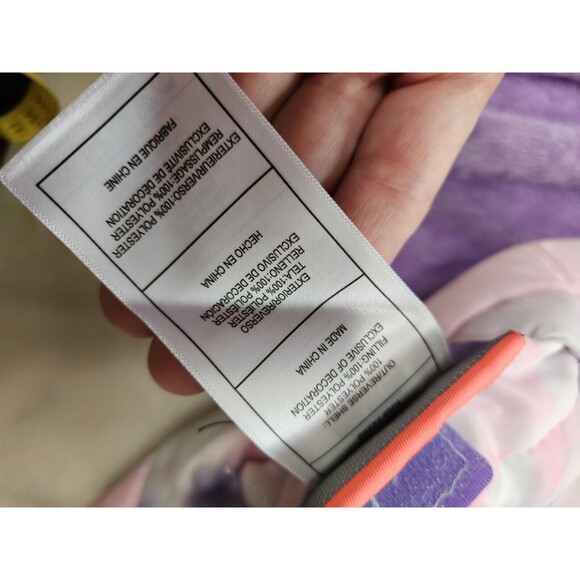 OUT/REVERSE SHELL:
100% POLYESTER
FILLING:100% POLYESTER
EXCLUSIVE OF DECORATION
MADE IN CHINA
EXTERIOR/REVERSO
TELA:100% POLIESTER
RELLENO:100% POLIESTER
EXCLUSIVO DE DECORACION
HECHO EN CHINA
EXTERIEUR/VERSO:100% POLYESTER
REMPLISSAGE:100% POLYESTER
EXCLUSIVITE DE DECORATION
FABRIQUE EN CHINE